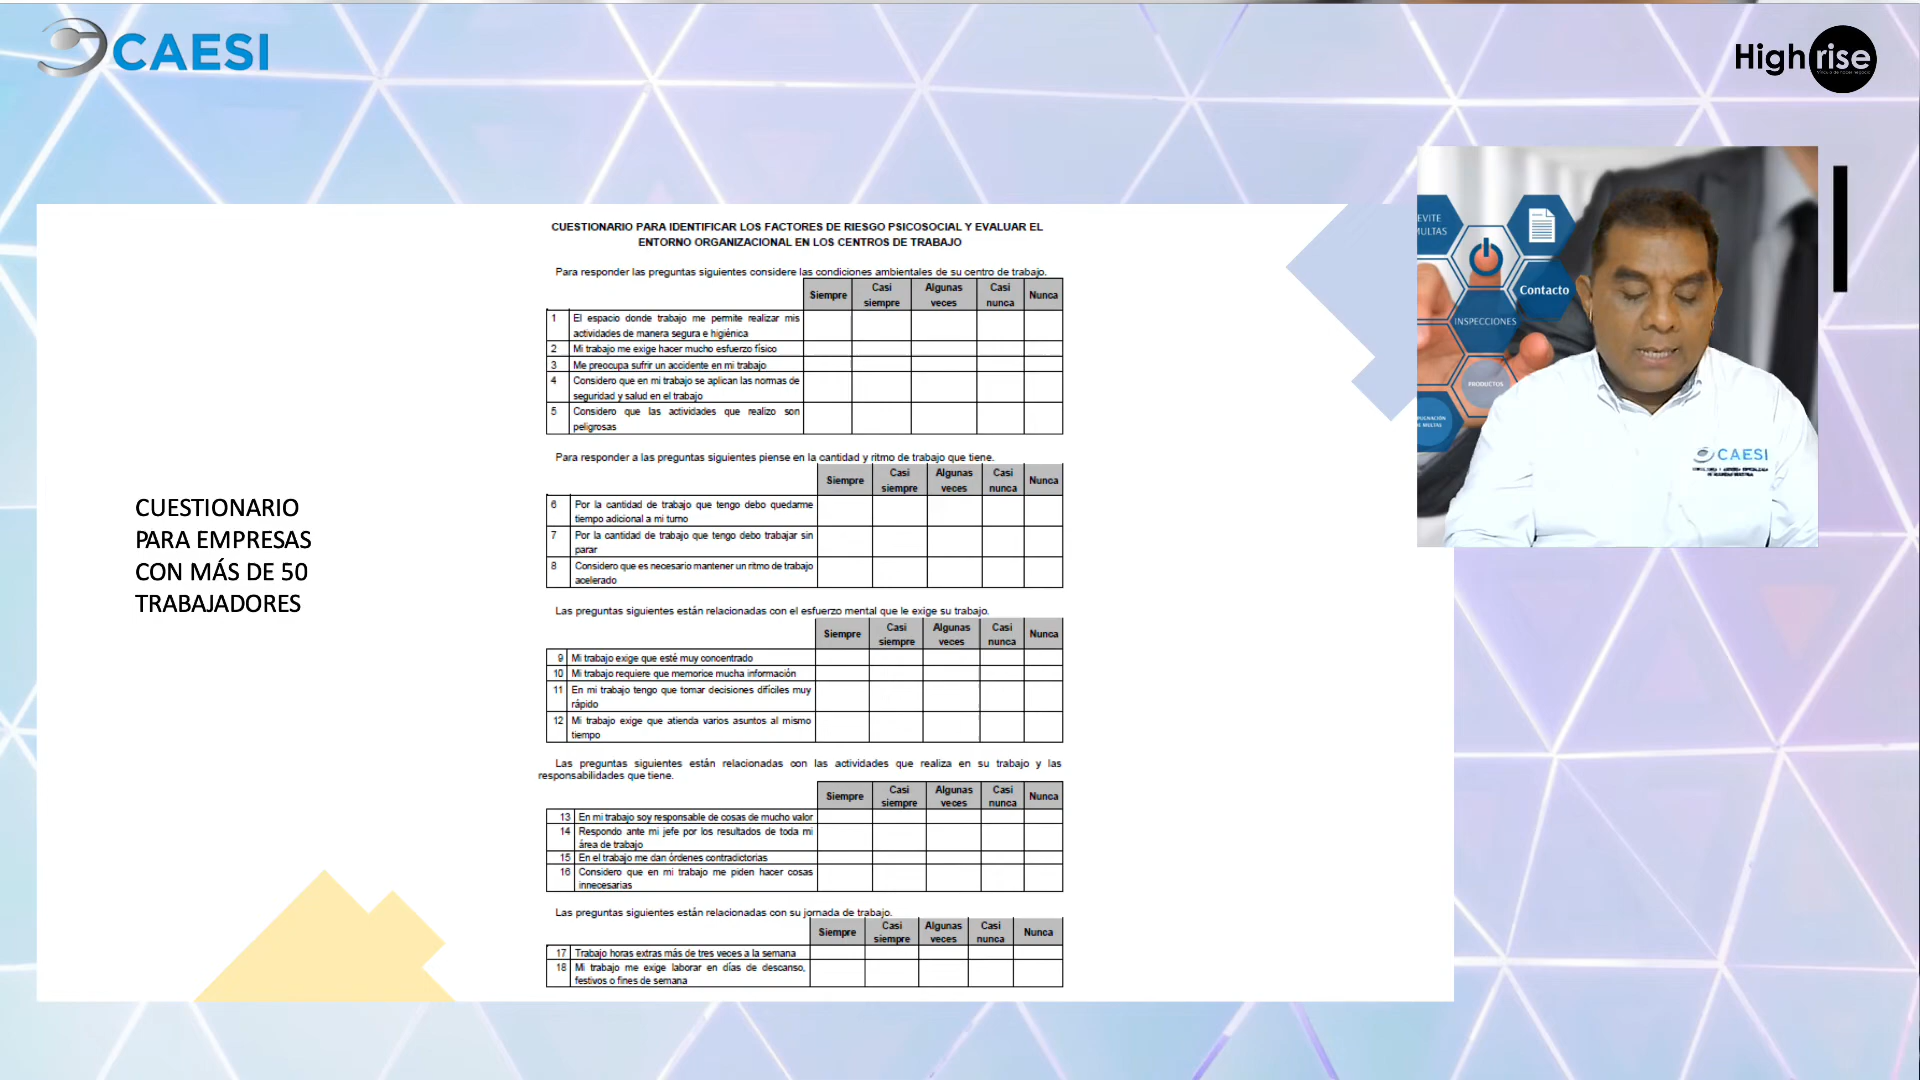 CAESI
High rise
CUESTIONARIO PARA IDENTIFICAR LOS FACTORES DE RIESGO PSICOSOCIAL Y EVALUAR EL
ENTORNO ORGANIZACIONAL EN LOS CENTROS DE TRABAJO
Para responder las preguntas siguientes considere las condiciones ambientales de su centro de trabajo.
Siempre Casi siempre Algunas veces Casi nunca Nunca
1 El espacio donde trabajo me permite realizar mis
actividades de manera segura e higiénica
2 Mi trabajo me exige hacer mucho esfuerzo físico
3 Me preocupa sufrir un accidente en mi trabajo
4 Considero que en mi trabajo se aplican las normas de
seguridad y salud en el trabajo
5 Considero que las actividades que realizo son
peligrosas
Para responder a las preguntas siguientes piense en la cantidad y ritmo de trabajo que tiene.
Siempre Casi siempre Algunas veces Casi nunca Nunca
6 Por la cantidad de trabajo que tengo debo quedarme
tiempo adicional a mi turno
7 Por la cantidad de trabajo que tengo debo trabajar sin
parar
8 Considero que es necesario mantener un ritmo de trabajo
acelerado
Las preguntas siguientes están relacionadas con el esfuerzo mental que le exige su trabajo.
Siempre Casi siempre Algunas veces Casi nunca Nunca
9 Mi trabajo exige que esté muy concentrado
10 Mi trabajo requiere que memorice mucha información
11 En mi trabajo tengo que tomar decisiones difíciles muy
rápido
12 Mi trabajo exige que atienda varios asuntos al mismo
tiempo
Las preguntas siguientes están relacionadas con las actividades que realiza en su trabajo y las
responsabilidades que tiene.
Siempre Casi siempre Algunas veces Casi nunca Nunca
13 En mi trabajo soy responsable de cosas de mucho valor
14 Respondo ante mi jefe por los resultados de toda mi
área de trabajo
15 En el trabajo me dan órdenes contradictorias
16 Considero que en mi trabajo me piden hacer cosas
innecesarias
Las preguntas siguientes están relacionadas con su jornada de trabajo.
Siempre Casi siempre Algunas veces Casi nunca Nunca
17 Trabajo horas extras más de tres veces a la semana
18 Mi trabajo me exige laborar en días de descanso,
festivos o fines de semana
CUESTIONARIO
PARA EMPRESAS
CON MÁS DE 50
TRABAJADORES
EVITE
MULTAS
Contacto
INSPECCIONES
PRODUCTOS
DE MULTAS
CAESI